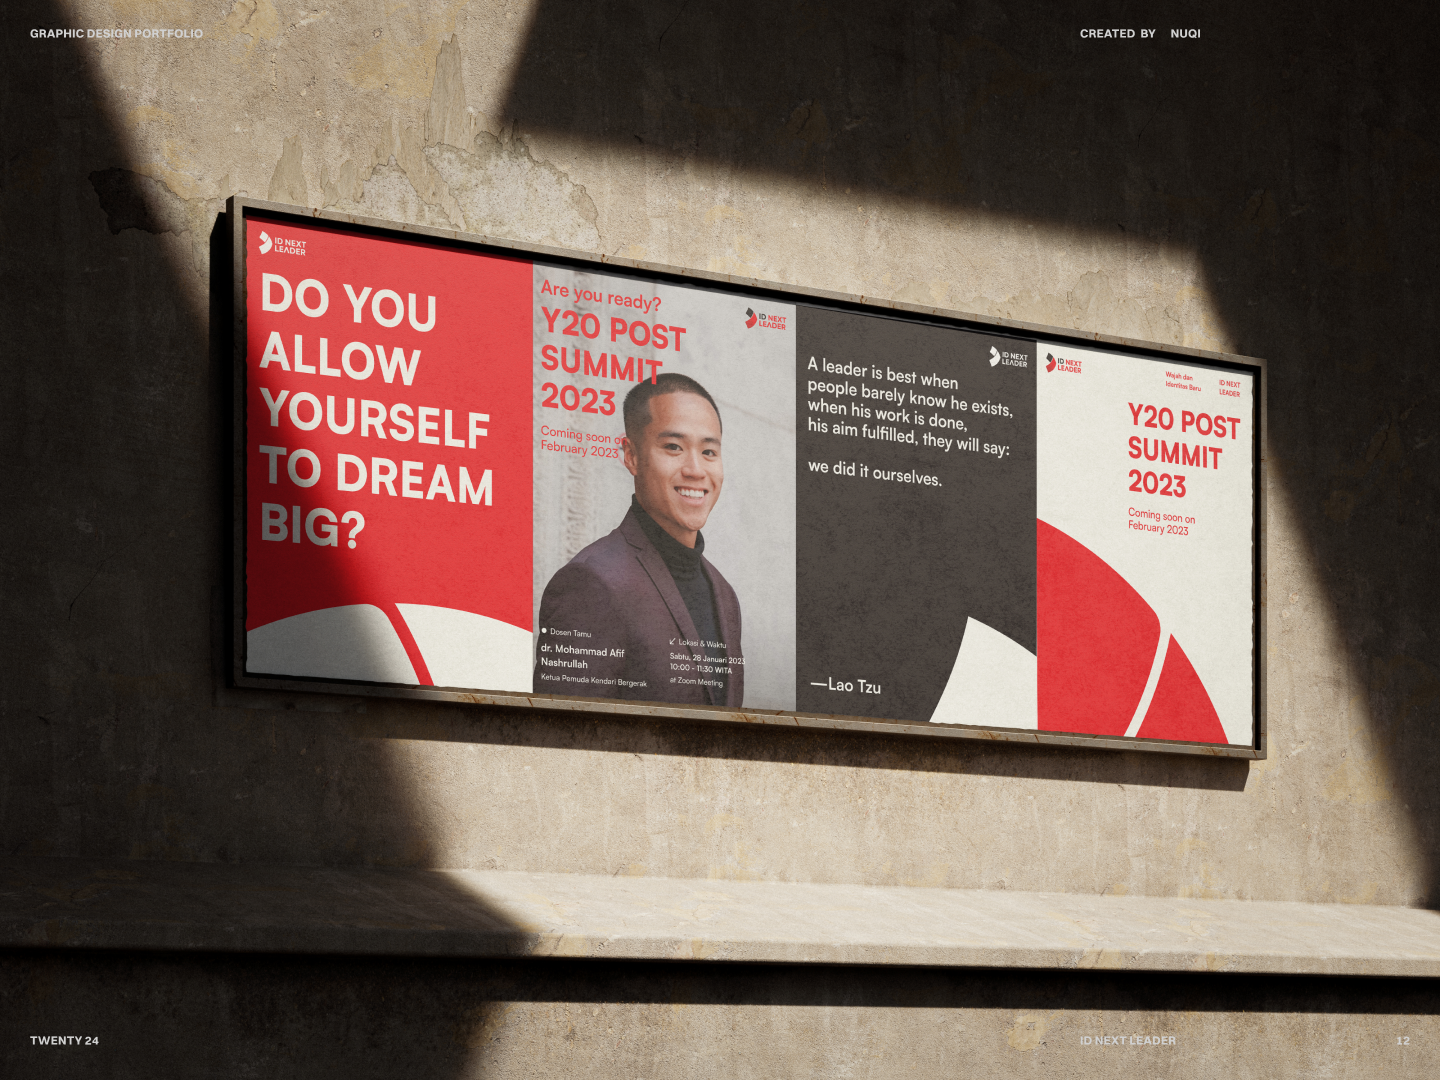 GRAPHIC DESIGN PORTFOLIO
CREATED BY NUQI
ID NEXT
LEADER
DO YOU
ALLOW
YOURSELF
TO DREAM
BIG?
Are you ready?
Y20 POST
SUMMIT
2023
Coming soon on
February 2023
ID NEXT
LEADER
Dosen Tamu
dr. Mohammad Afif
Nashrullah
Ketua Pemuda Kendari Bergerak
Lokasi & Waktu
Sabtu, 28 Januari 2023
10:00 - 11:30 WITA
at Zoom Meeting
ID NEXT
LEADER
A leader is best when
people barely know he exists,
when his work is done,
his aim fulfilled, they will say:
we did it ourselves.
—Lao Tzu
ID NEXT
LEADER
Wajah dan
Identitas Baru
ID NEXT
LEADER
Y20 POST
SUMMIT
2023
Coming soon on
February 2023
TWENTY 24
ID NEXT LEADER
12